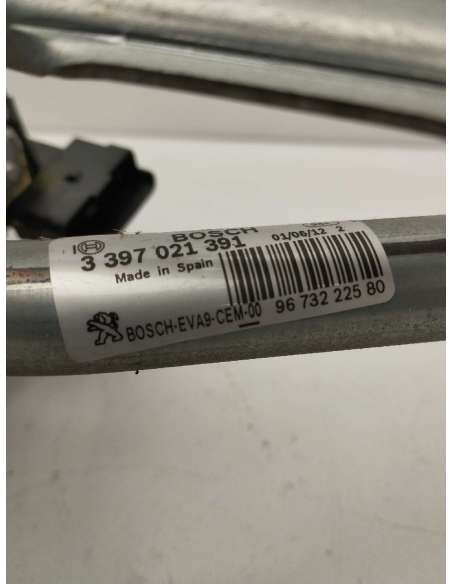 BOSCH
3 397 021 391
01/06/12 2
Made in Spain
BOSCH-EVA9-CEM-00
96 732 225 80